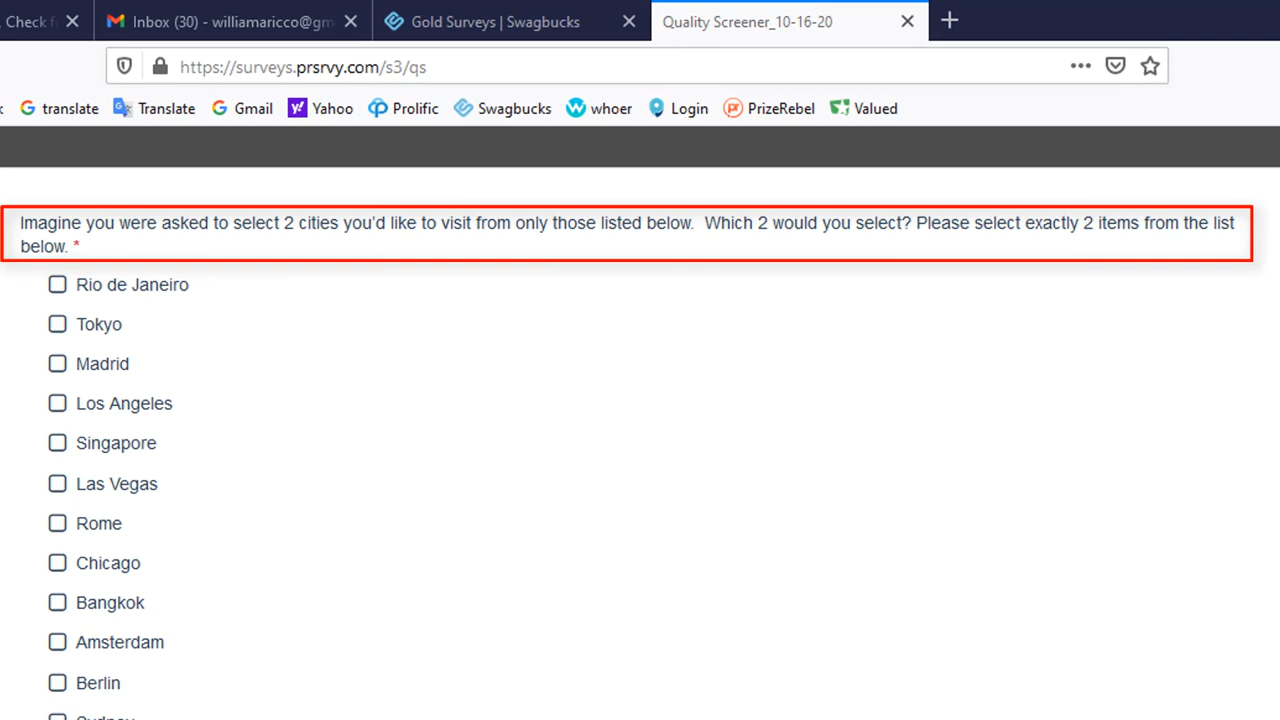 , Check f
Inbox (30) - williamaricco@gm
Gold Surveys | Swagbucks
Quality Screener_10-16-20
https://surveys.prsrvy.com/s3/qs
translate
Translate
Gmail
Yahoo
Prolific
Swagbucks
whoer
Login
PrizeRebel
Valued
Imagine you were asked to select 2 cities you'd like to visit from only those listed below.  Which 2 would you select? Please select exactly 2 items from the list
below. *
Rio de Janeiro
Tokyo
Madrid
Los Angeles
Singapore
Las Vegas
Rome
Chicago
Bangkok
Amsterdam
Berlin
Sydney